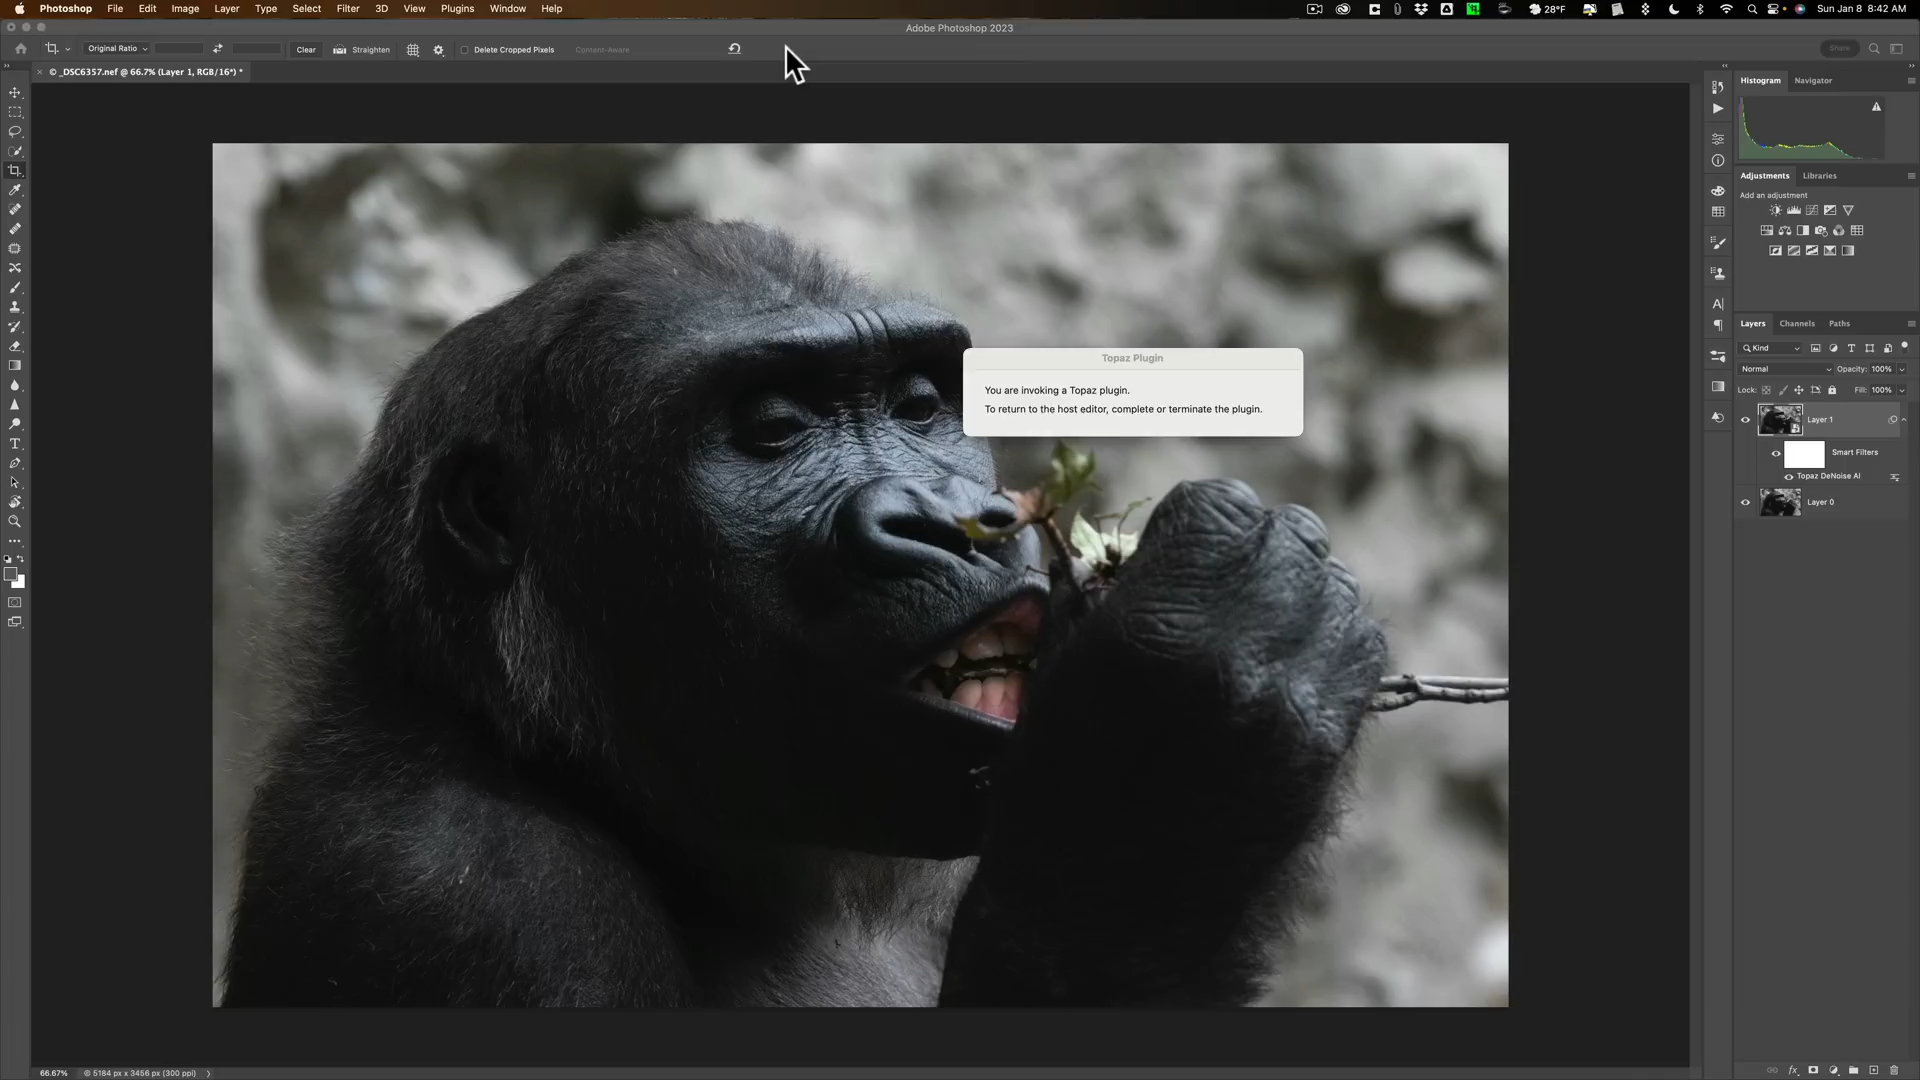 Photoshop File Edit Image Layer Type Select Filter 3D View Plugins Window Help
28°F Sun Jan 8 8:42 AM
Adobe Photoshop 2023
Original Ratio Clear Straighten Delete Cropped Pixels Content-Aware Share
© _DSC6357.nef @ 66.7% (Layer 1, RGB/16*) *
Histogram Navigator
Adjustments Libraries
Add an adjustment
Layers Channels Paths
Kind
Normal Opacity: 100%
Lock: Fill: 100%
Layer 1
Smart Filters
Topaz DeNoise AI
Layer 0
Topaz Plugin
You are invoking a Topaz plugin.
To return to the host editor, complete or terminate the plugin.
66.67% 5184 px x 3456 px (300 ppi)